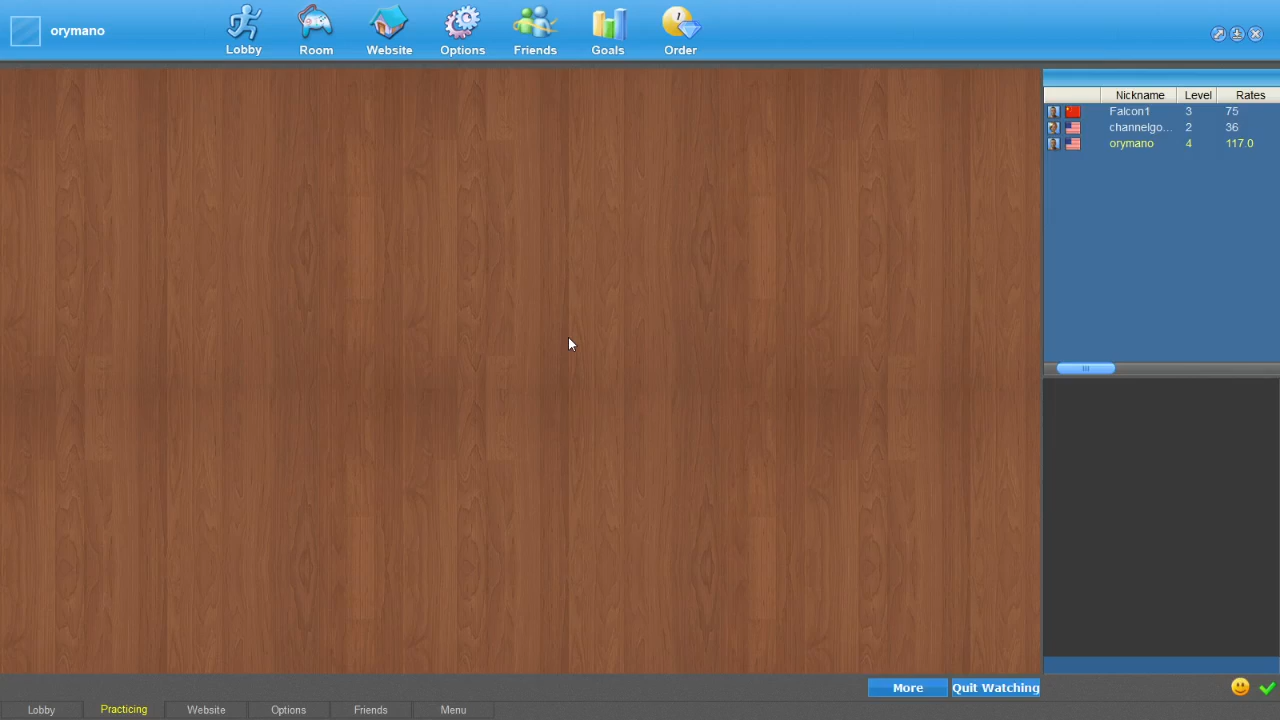 orymano
Lobby Room Website Options Friends Goals Order
Nickname Level Rates
Falcon1 3 75
channelgo... 2 36
orymano 4 117.0
More Quit Watching
Lobby Practicing Website Options Friends Menu